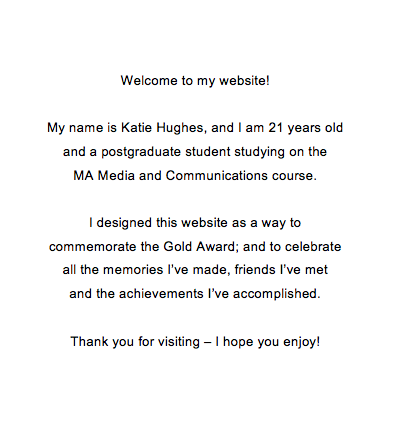 Welcome to my website!
My name is Katie Hughes, and I am 21 years old
and a postgraduate student studying on the
MA Media and Communications course.
I designed this website as a way to
commemorate the Gold Award; and to celebrate
all the memories I've made, friends I've met
and the achievements I've accomplished.
Thank you for visiting – I hope you enjoy!